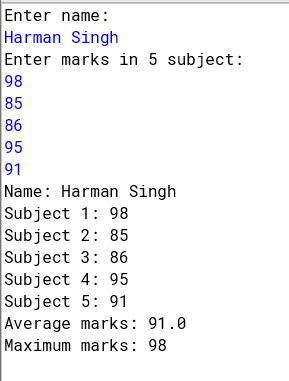 Enter name:
Harman Singh
Enter marks in 5 subject:
98
85
86
95
91
Name: Harman Singh
Subject 1: 98
Subject 2: 85
Subject 3: 86
Subject 4: 95
Subject 5: 91
Average marks: 91.0
Maximum marks: 98